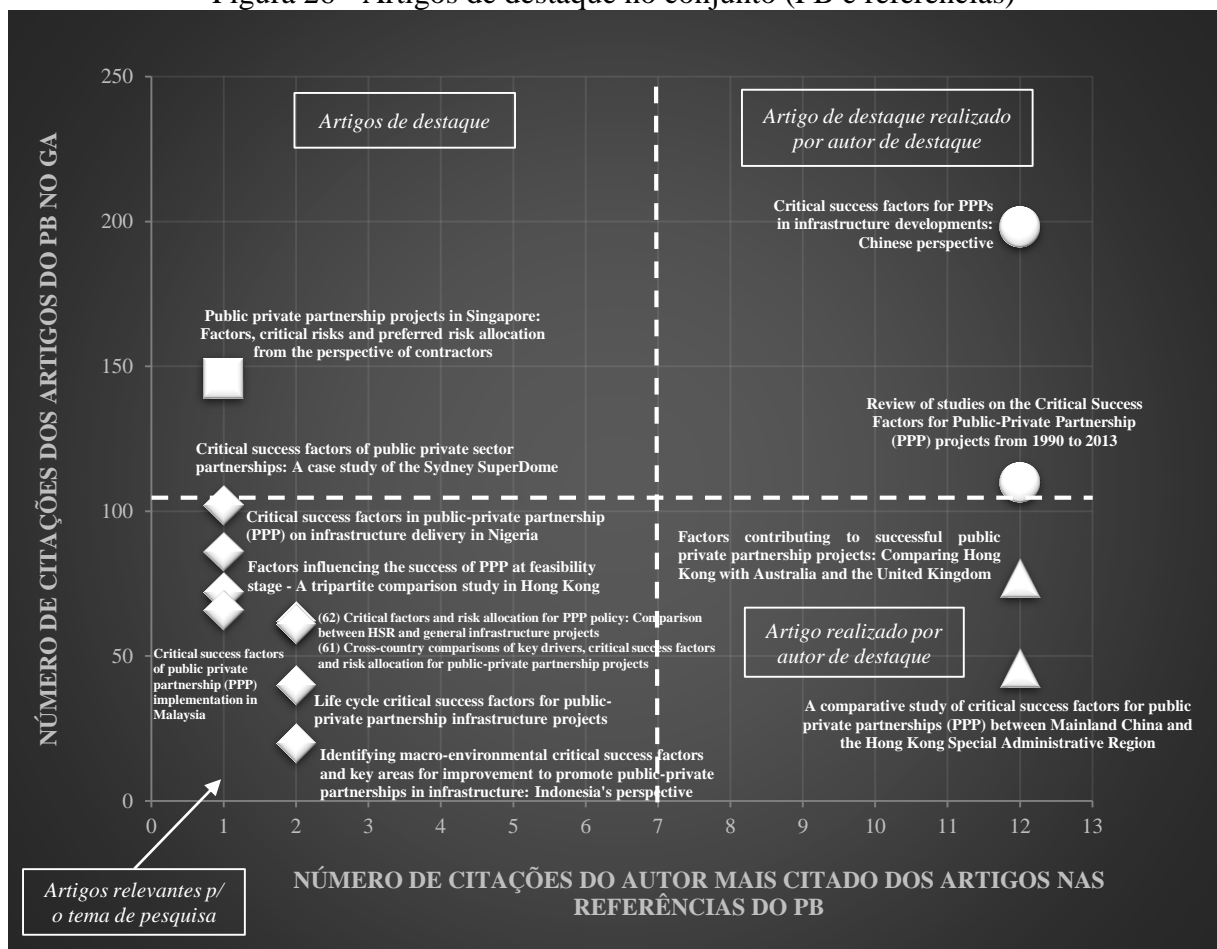 Figura 26 - Artigos de destaque no conjunto (PB e referências)
NÚMERO DE CITAÇÕES DOS ARTIGOS DO PB NO GA
250
200
150
100
50
0
Artigos de destaque
Artigo de destaque realizado
por autor de destaque
Critical success factors for PPPs
in infrastructure developments:
Chinese perspective
Public private partnership projects in Singapore:
Factors, critical risks and preferred risk allocation
from the perspective of contractors
Review of studies on the Critical Success
Factors for Public-Private Partnership
(PPP) projects from 1990 to 2013
Critical success factors of public private sector
partnerships: A case study of the Sydney SuperDome
Critical success factors in public-private partnership
(PPP) on infrastructure delivery in Nigeria
Factors contributing to successful public
private partnership projects: Comparing Hong
Kong with Australia and the United Kingdom
Factors influencing the success of PPP at feasibility
stage - A tripartite comparison study in Hong Kong
(62) Critical factors and risk allocation for PPP policy: Comparison
between HSR and general infrastructure projects
(61) Cross-country comparisons of key drivers, critical success factors
and risk allocation for public-private partnership projects
Artigo realizado por
autor de destaque
Critical success factors
of public private
partnership (PPP)
implementation in
Malaysia
Life cycle critical success factors for public-
private partnership infrastructure projects
A comparative study of critical success factors for public
private partnerships (PPP) between Mainland China and
the Hong Kong Special Administrative Region
Identifying macro-environmental critical success factors
and key areas for improvement to promote public-private
partnerships in infrastructure: Indonesia's perspective
0 1 2 3 4 5 6 7 8 9 10 11 12 13
Artigos relevantes p/
o tema de pesquisa
NÚMERO DE CITAÇÕES DO AUTOR MAIS CITADO DOS ARTIGOS NAS
REFERÊNCIAS DO PB